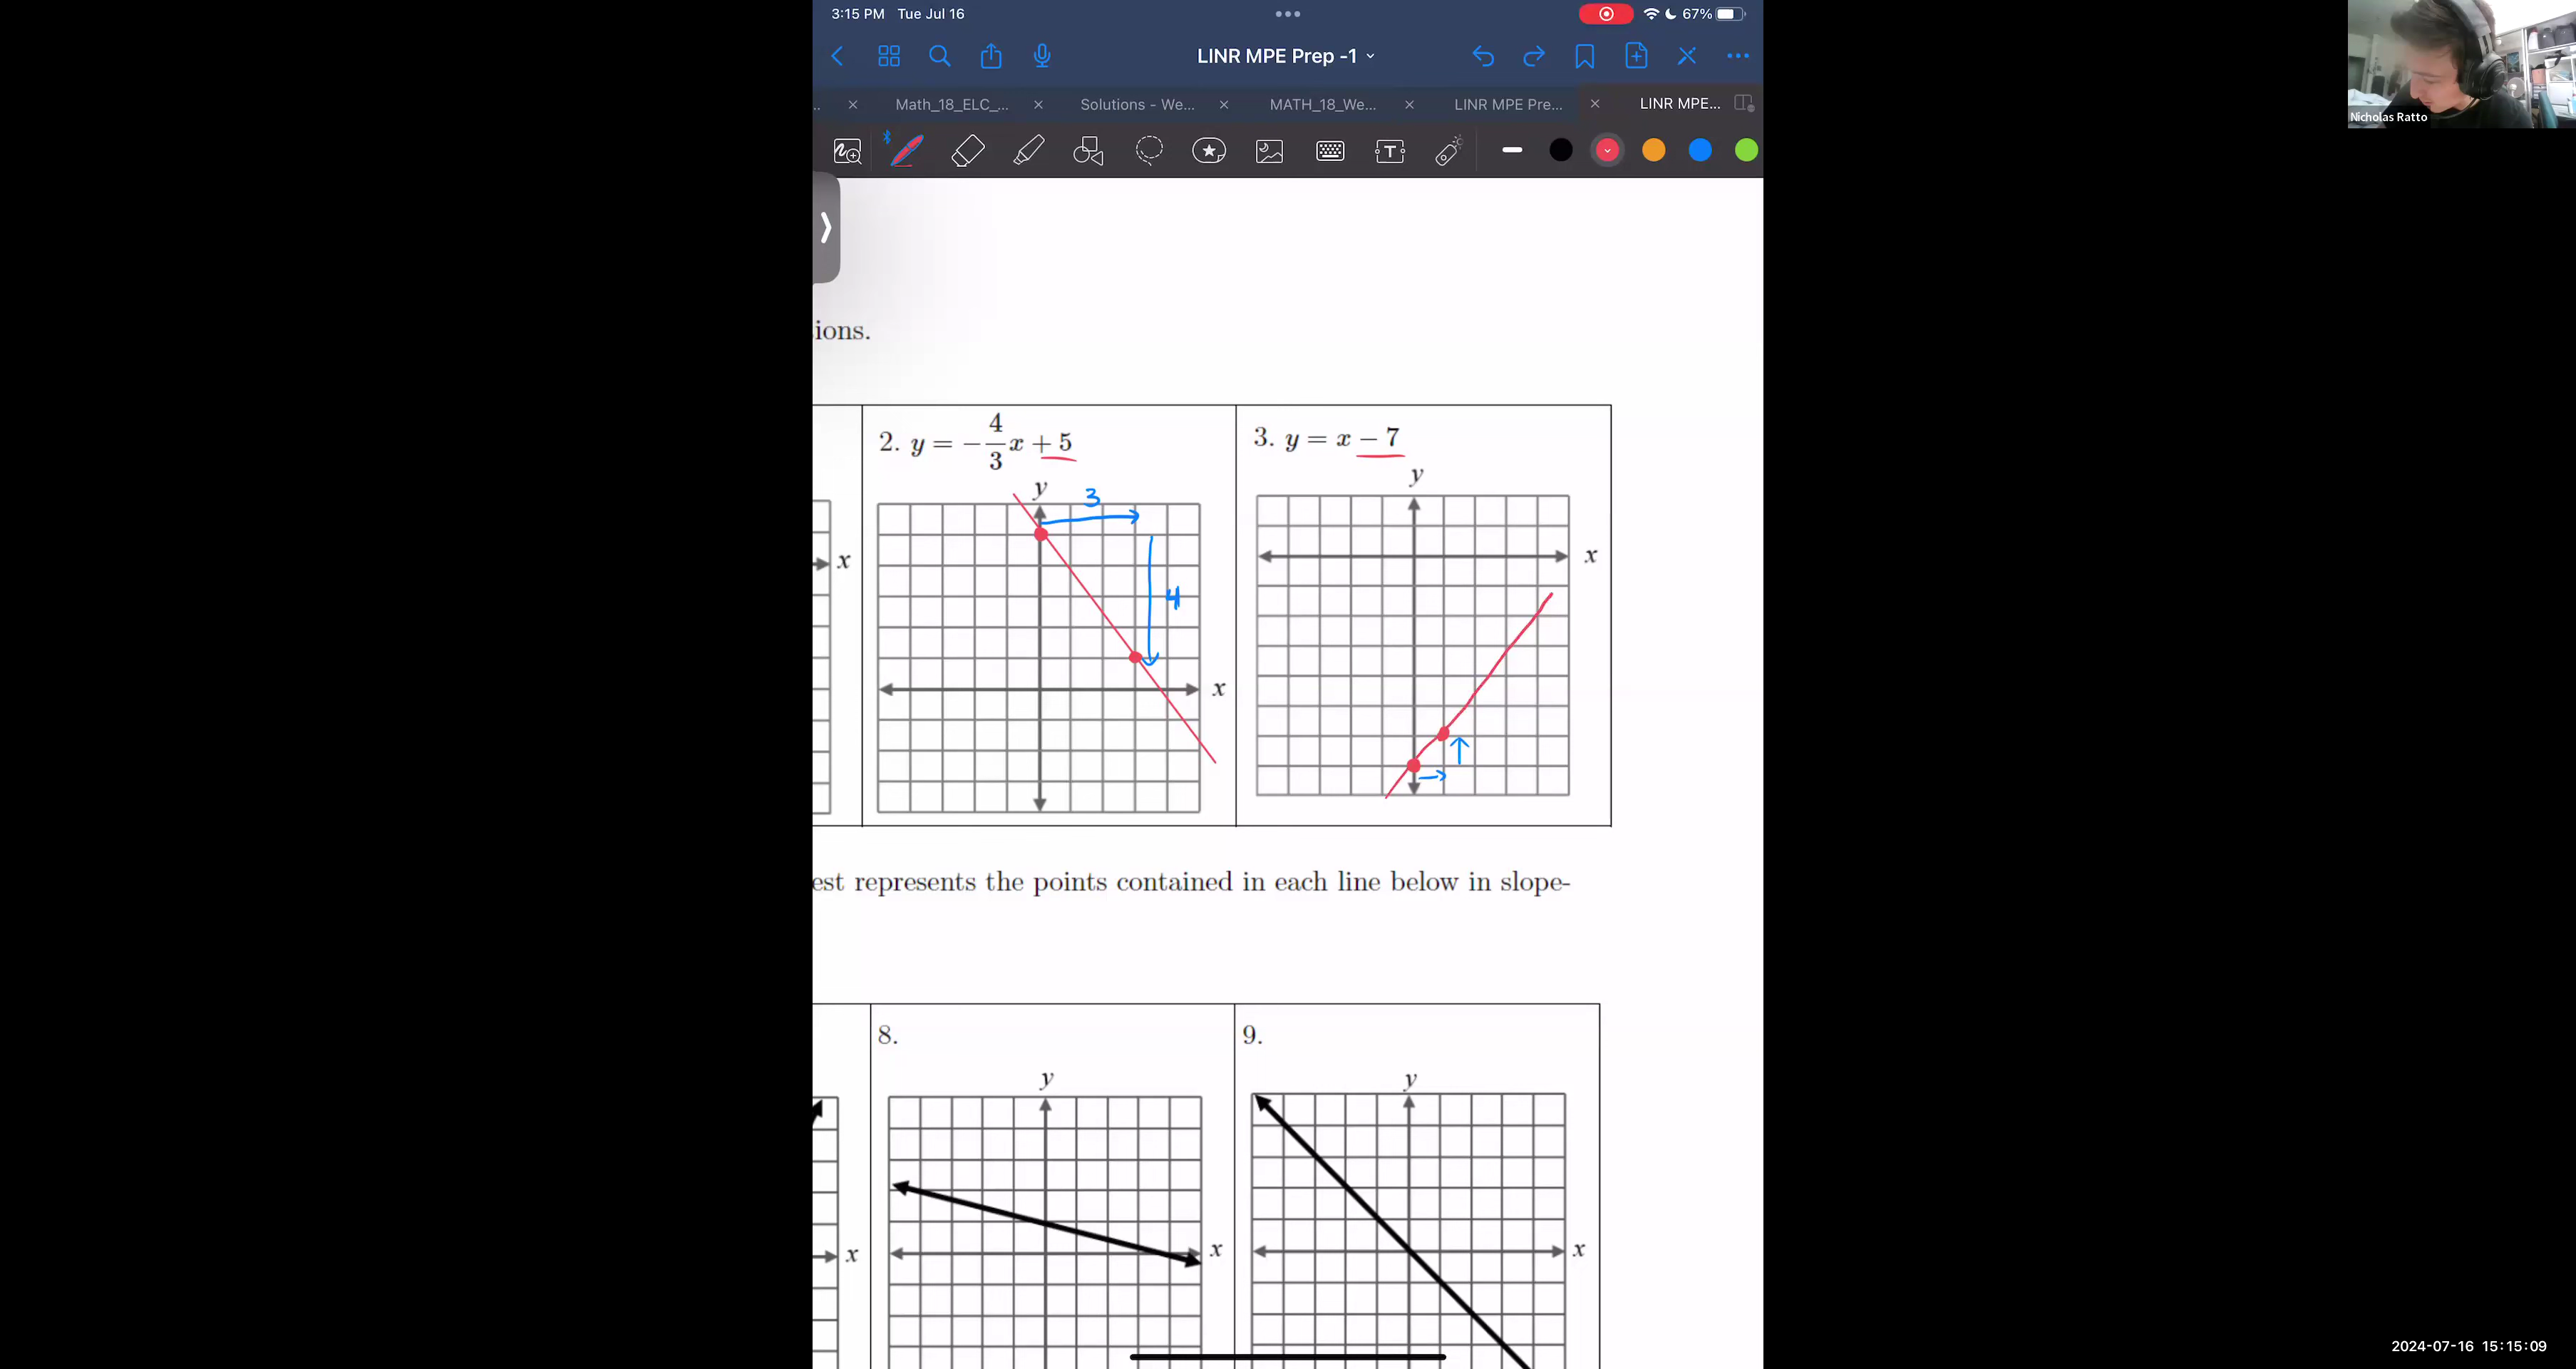 3:15 PM Tue Jul 16
67%
LINR MPE Prep -1
Math_18_ELC_...
Solutions - We...
MATH_18_We...
LINR MPE Pre...
LINR MPE...
Nicholas Ratto
ions.
2. y = -4/3 x + 5
3. y = x - 7
y
3
y
x
x
4
x
est represents the points contained in each line below in slope-
8.
9.
y
y
x
x
x
2024-07-16 15:15:09